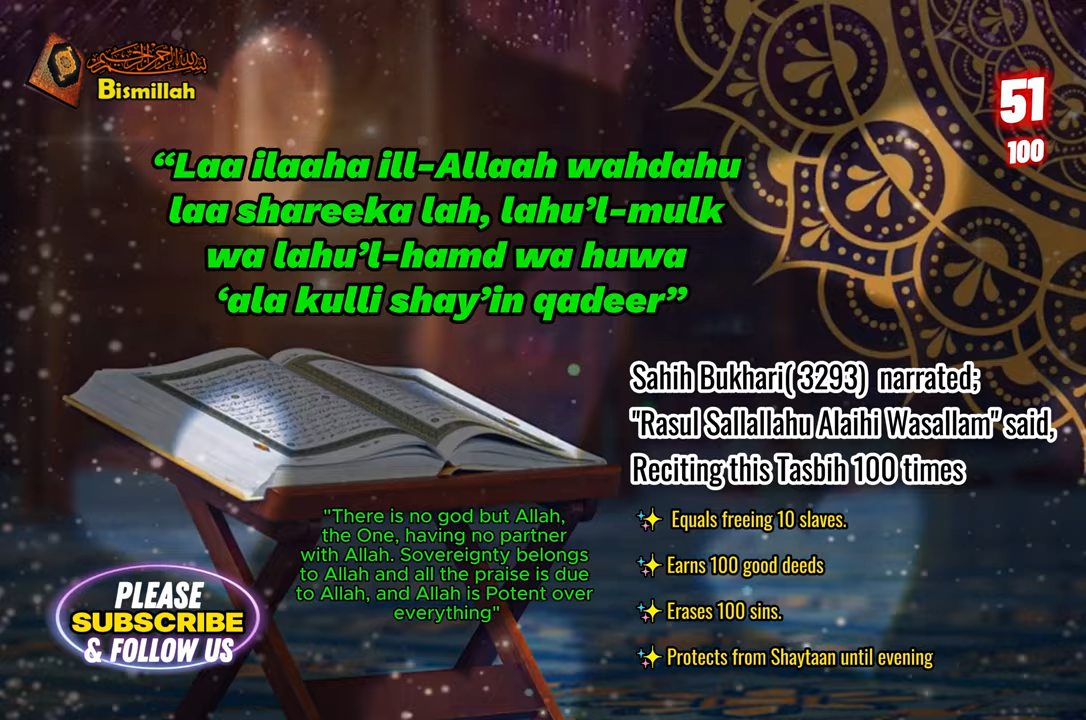 بسم الله الرحمن الرحيم
Bismillah
51
100
“Laa ilaaha ill-Allaah wahdahu
laa shareeka lah, lahu’l-mulk
wa lahu’l-hamd wa huwa
‘ala kulli shay’in qadeer”
Sahih Bukhari(3293) narrated;
"Rasul Sallallahu Alaihi Wasallam" said,
Reciting this Tasbih 100 times
Equals freeing 10 slaves.
Earns 100 good deeds
Erases 100 sins.
Protects from Shaytaan until evening
"There is no god but Allah,
the One, having no partner
with Allah. Sovereignty belongs
to Allah and all the praise is due
to Allah, and Allah is Potent over
everything"
PLEASE
SUBSCRIBE
& FOLLOW US